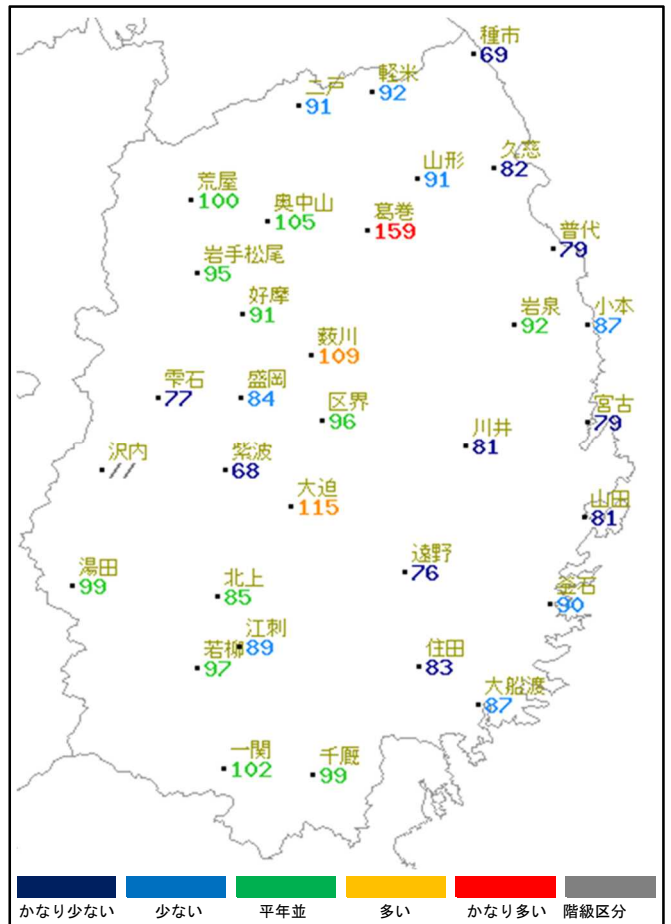 種市
69
軽米
92
二戸
91
久慈
82
山形
91
荒屋
100
奥中山
105
葛巻
159
普代
79
岩手松尾
95
好摩
91
岩泉
92
小本
87
薮川
109
雫石
77
盛岡
84
区界
96
宮古
79
川井
81
沢内
//
紫波
68
大迫
115
山田
81
遠野
76
湯田
99
北上
85
釜石
90
江刺
89
若柳
97
住田
83
大船渡
87
一関
102
千厩
99
かなり少ない 少ない 平年並 多い かなり多い 階級区分